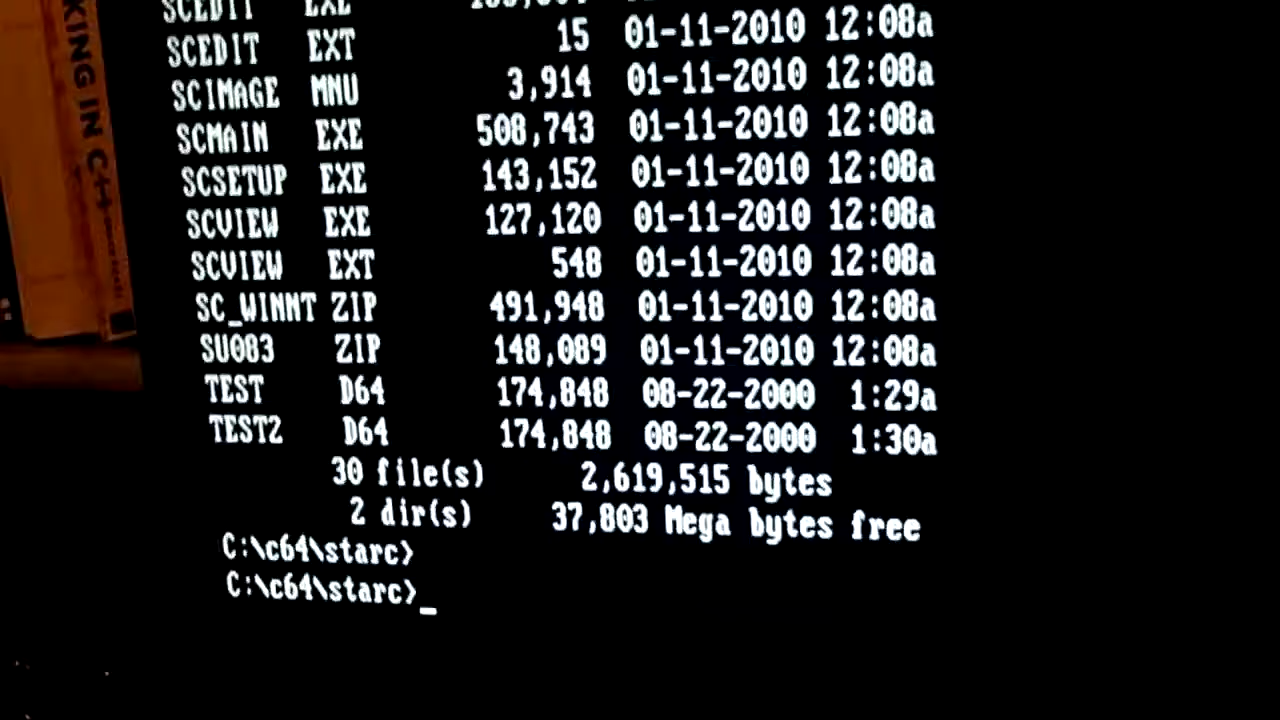 SCEDIT EXE
SCEDIT EXT 15 01-11-2010 12:08a
SCIMAGE MNU 3,914 01-11-2010 12:08a
SCMAIN EXE 508,743 01-11-2010 12:08a
SCSETUP EXE 143,152 01-11-2010 12:08a
SCVIEW EXE 127,120 01-11-2010 12:08a
SCVIEW EXT 548 01-11-2010 12:08a
SC_WINNT ZIP 491,948 01-11-2010 12:08a
SU083 ZIP 148,089 01-11-2010 12:08a
TEST D64 174,848 08-22-2000 1:29a
TEST2 D64 174,848 08-22-2000 1:30a
30 file(s) 2,619,515 bytes
2 dir(s) 37,803 Mega bytes free
C:\c64\starc>
C:\c64\starc>_
KING IN C++